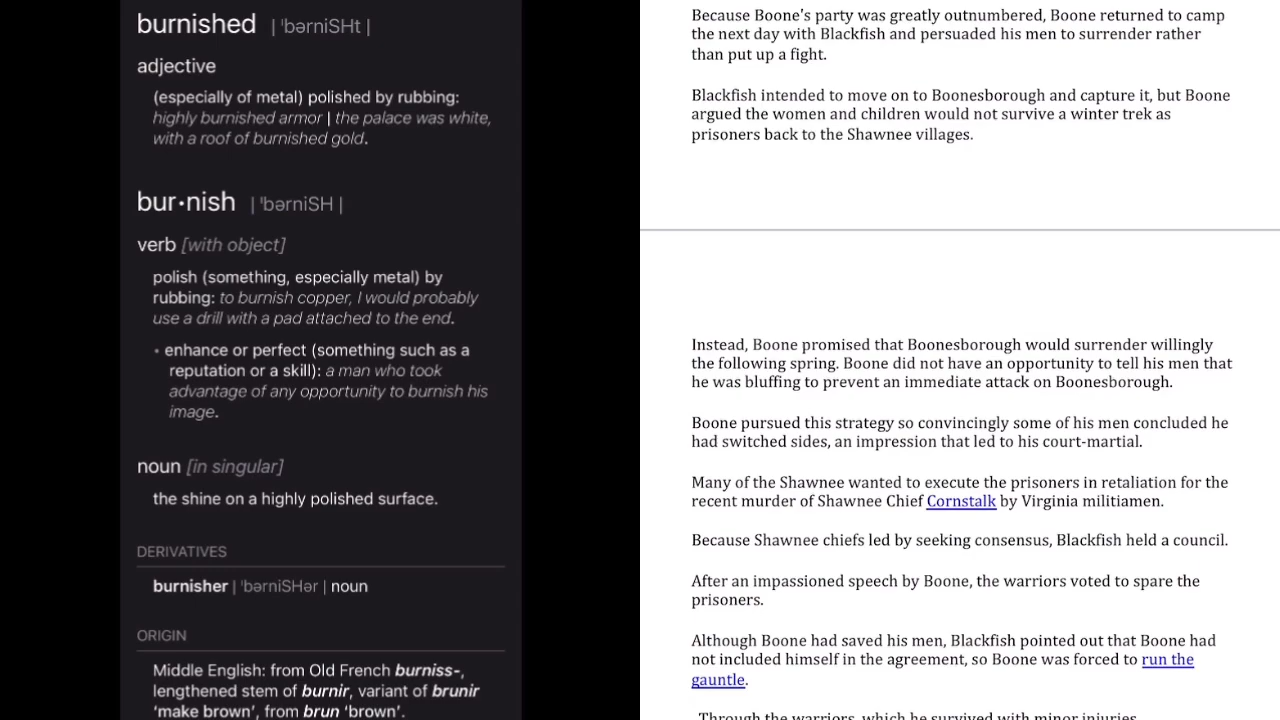 burnished | ˈbərniSHt |
adjective
(especially of metal) polished by rubbing:
highly burnished armor | the palace was white,
with a roof of burnished gold.
bur·nish | ˈbərniSH |
verb [with object]
polish (something, especially metal) by
rubbing: to burnish copper, I would probably
use a drill with a pad attached to the end.
• enhance or perfect (something such as a
reputation or a skill): a man who took
advantage of any opportunity to burnish his
image.
noun [in singular]
the shine on a highly polished surface.
DERIVATIVES
burnisher | ˈbərniSHər | noun
ORIGIN
Middle English: from Old French burniss-,
lengthened stem of burnir, variant of brunir
‘make brown’, from brun ‘brown’.
Because Boone's party was greatly outnumbered, Boone returned to camp
the next day with Blackfish and persuaded his men to surrender rather
than put up a fight.
Blackfish intended to move on to Boonesborough and capture it, but Boone
argued the women and children would not survive a winter trek as
prisoners back to the Shawnee villages.
Instead, Boone promised that Boonesborough would surrender willingly
the following spring. Boone did not have an opportunity to tell his men that
he was bluffing to prevent an immediate attack on Boonesborough.
Boone pursued this strategy so convincingly some of his men concluded he
had switched sides, an impression that led to his court-martial.
Many of the Shawnee wanted to execute the prisoners in retaliation for the
recent murder of Shawnee Chief Cornstalk by Virginia militiamen.
Because Shawnee chiefs led by seeking consensus, Blackfish held a council.
After an impassioned speech by Boone, the warriors voted to spare the
prisoners.
Although Boone had saved his men, Blackfish pointed out that Boone had
not included himself in the agreement, so Boone was forced to run the
gauntle.
Through the warriors, which he survived with minor injuries